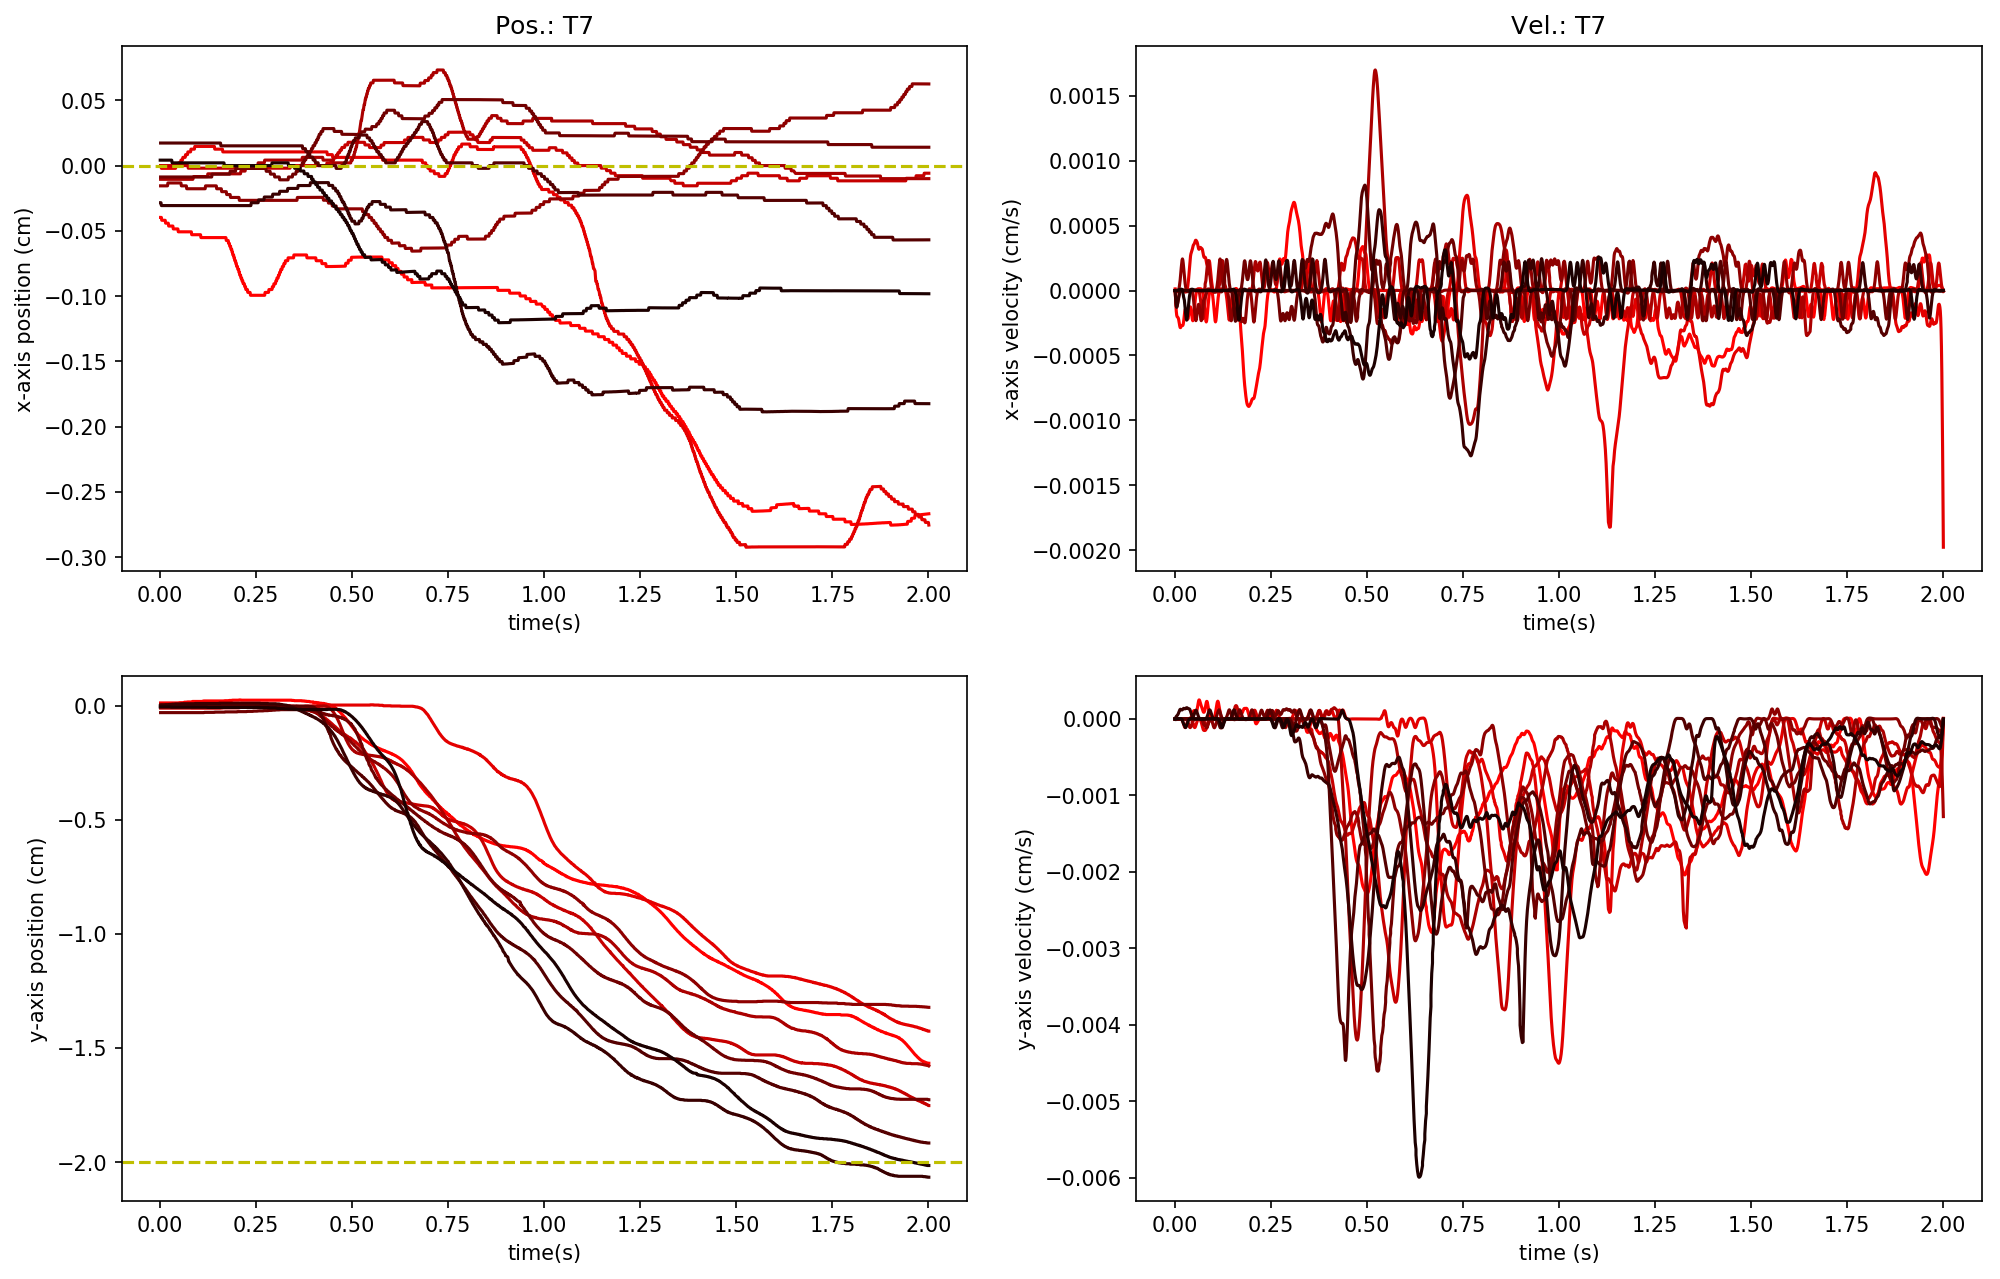 Pos.: T7
x-axis position (cm)
0.05
0.00
−0.05
−0.10
−0.15
−0.20
−0.25
−0.30
0.00 0.25 0.50 0.75 1.00 1.25 1.50 1.75 2.00
time(s)
Vel.: T7
x-axis velocity (cm/s)
0.0015
0.0010
0.0005
0.0000
−0.0005
−0.0010
−0.0015
−0.0020
0.00 0.25 0.50 0.75 1.00 1.25 1.50 1.75 2.00
time(s)
y-axis position (cm)
0.0
−0.5
−1.0
−1.5
−2.0
0.00 0.25 0.50 0.75 1.00 1.25 1.50 1.75 2.00
time(s)
y-axis velocity (cm/s)
0.000
−0.001
−0.002
−0.003
−0.004
−0.005
−0.006
0.00 0.25 0.50 0.75 1.00 1.25 1.50 1.75 2.00
time (s)